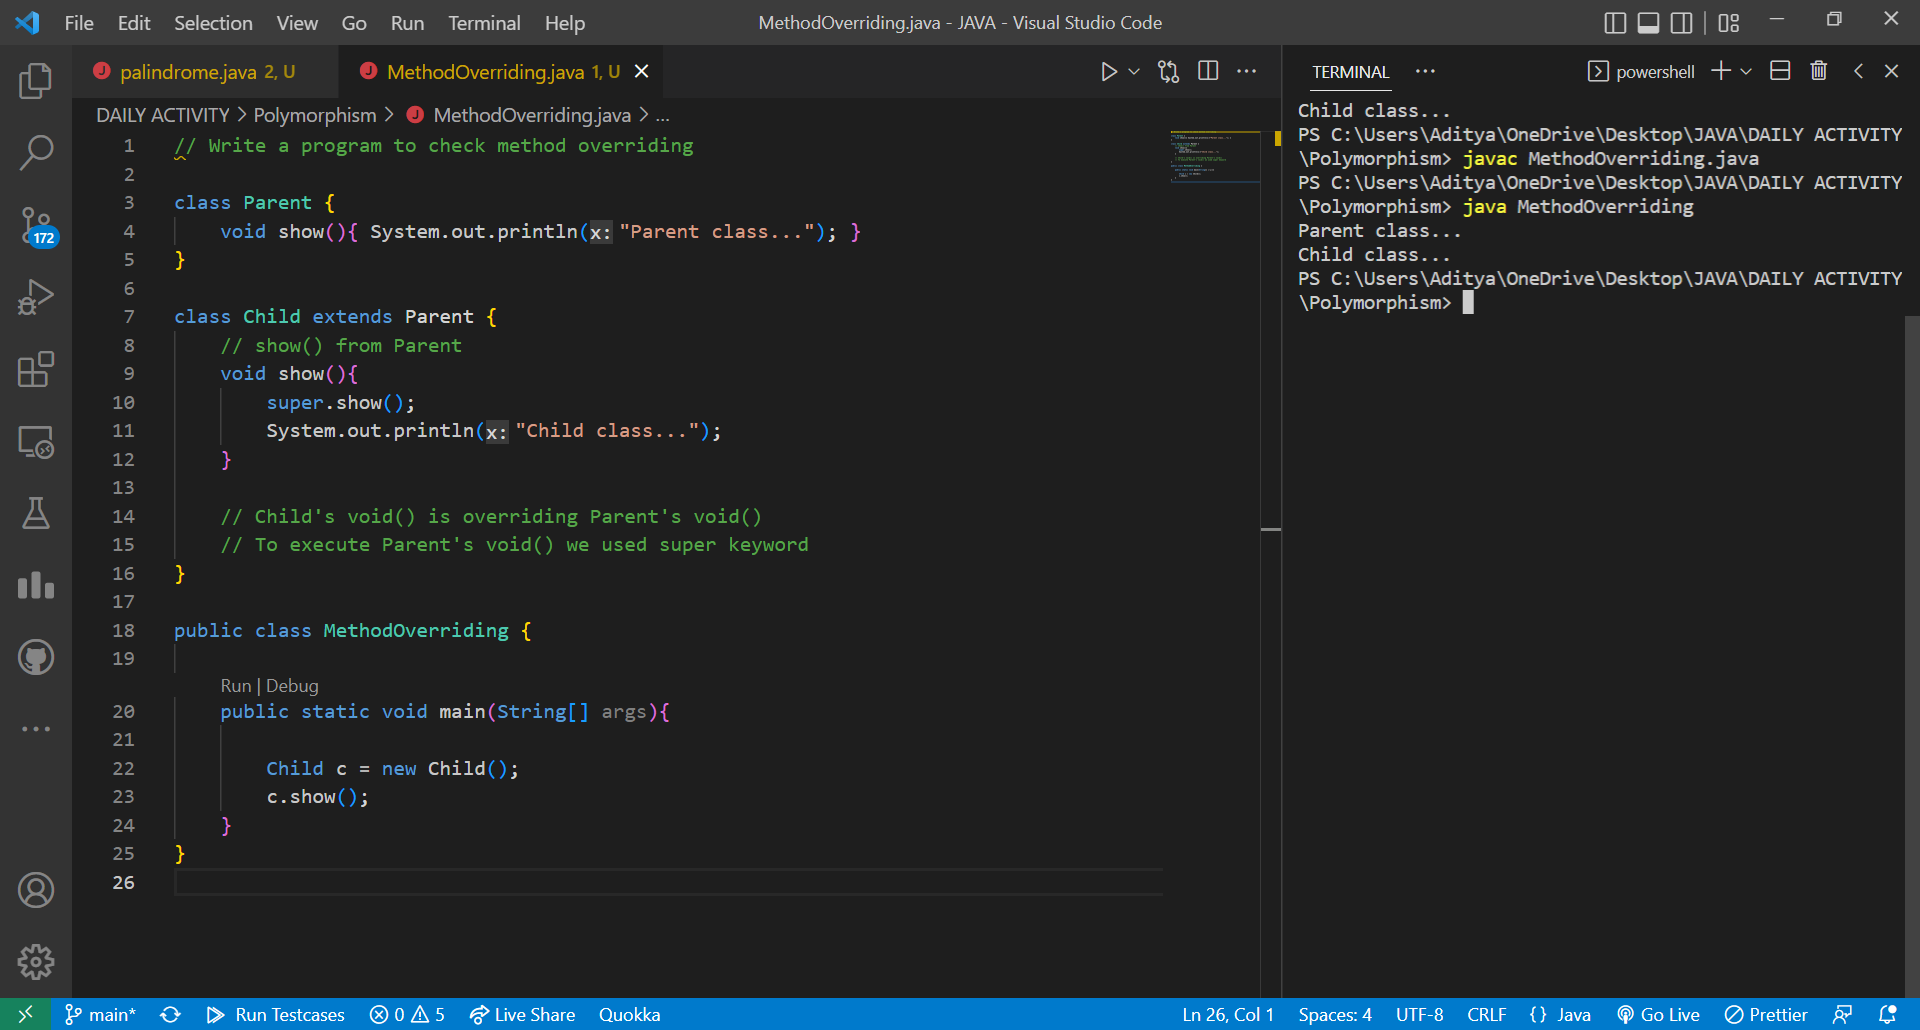 File Edit Selection View Go Run Terminal Help MethodOverriding.java - JAVA - Visual Studio Code
palindrome.java 2, U MethodOverriding.java 1, U
DAILY ACTIVITY > Polymorphism > MethodOverriding.java > ...
1 // Write a program to check method overriding
2
3 class Parent {
4 void show(){ System.out.println(x: "Parent class..."); }
5 }
6
7 class Child extends Parent {
8 // show() from Parent
9 void show(){
10 super.show();
11 System.out.println(x: "Child class...");
12 }
13
14 // Child's void() is overriding Parent's void()
15 // To execute Parent's void() we used super keyword
16 }
17
18 public class MethodOverriding {
19
Run | Debug
20 public static void main(String[] args){
21
22 Child c = new Child();
23 c.show();
24 }
25 }
26
172
TERMINAL powershell
Child class...
PS C:\Users\Aditya\OneDrive\Desktop\JAVA\DAILY ACTIVITY
\Polymorphism> javac MethodOverriding.java
PS C:\Users\Aditya\OneDrive\Desktop\JAVA\DAILY ACTIVITY
\Polymorphism> java MethodOverriding
Parent class...
Child class...
PS C:\Users\Aditya\OneDrive\Desktop\JAVA\DAILY ACTIVITY
\Polymorphism>
main* Run Testcases 0 5 Live Share Quokka Ln 26, Col 1 Spaces: 4 UTF-8 CRLF {} Java Go Live Prettier